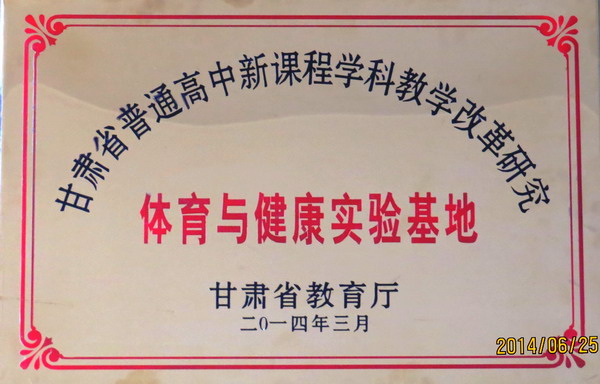 甘肃省普通高中新课程学科教学改革研究
体育与健康实验基地
甘肃省教育厅
二0一四年三月
2014/06/25